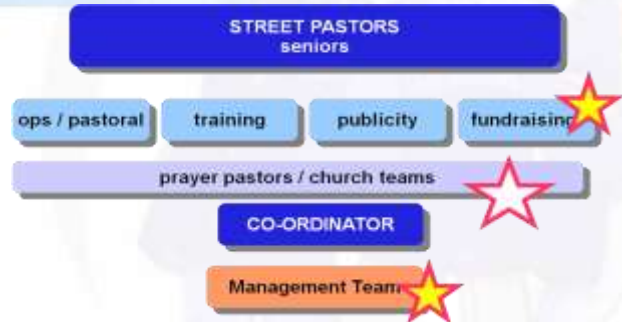 STREET PASTORS
seniors
ops / pastoral
training
publicity
fundraising
prayer pastors / church teams
CO-ORDINATOR
Management Team